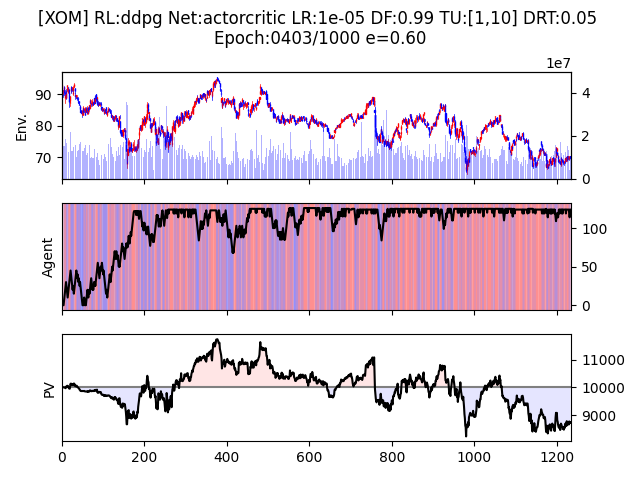 [XOM] RL:ddpg Net:actorcritic LR:1e-05 DF:0.99 TU:[1,10] DRT:0.05
Epoch:0403/1000 e=0.60
1e7
Env.
90
80
70
4
2
0
Agent
100
50
0
PV
11000
10000
9000
0 200 400 600 800 1000 1200